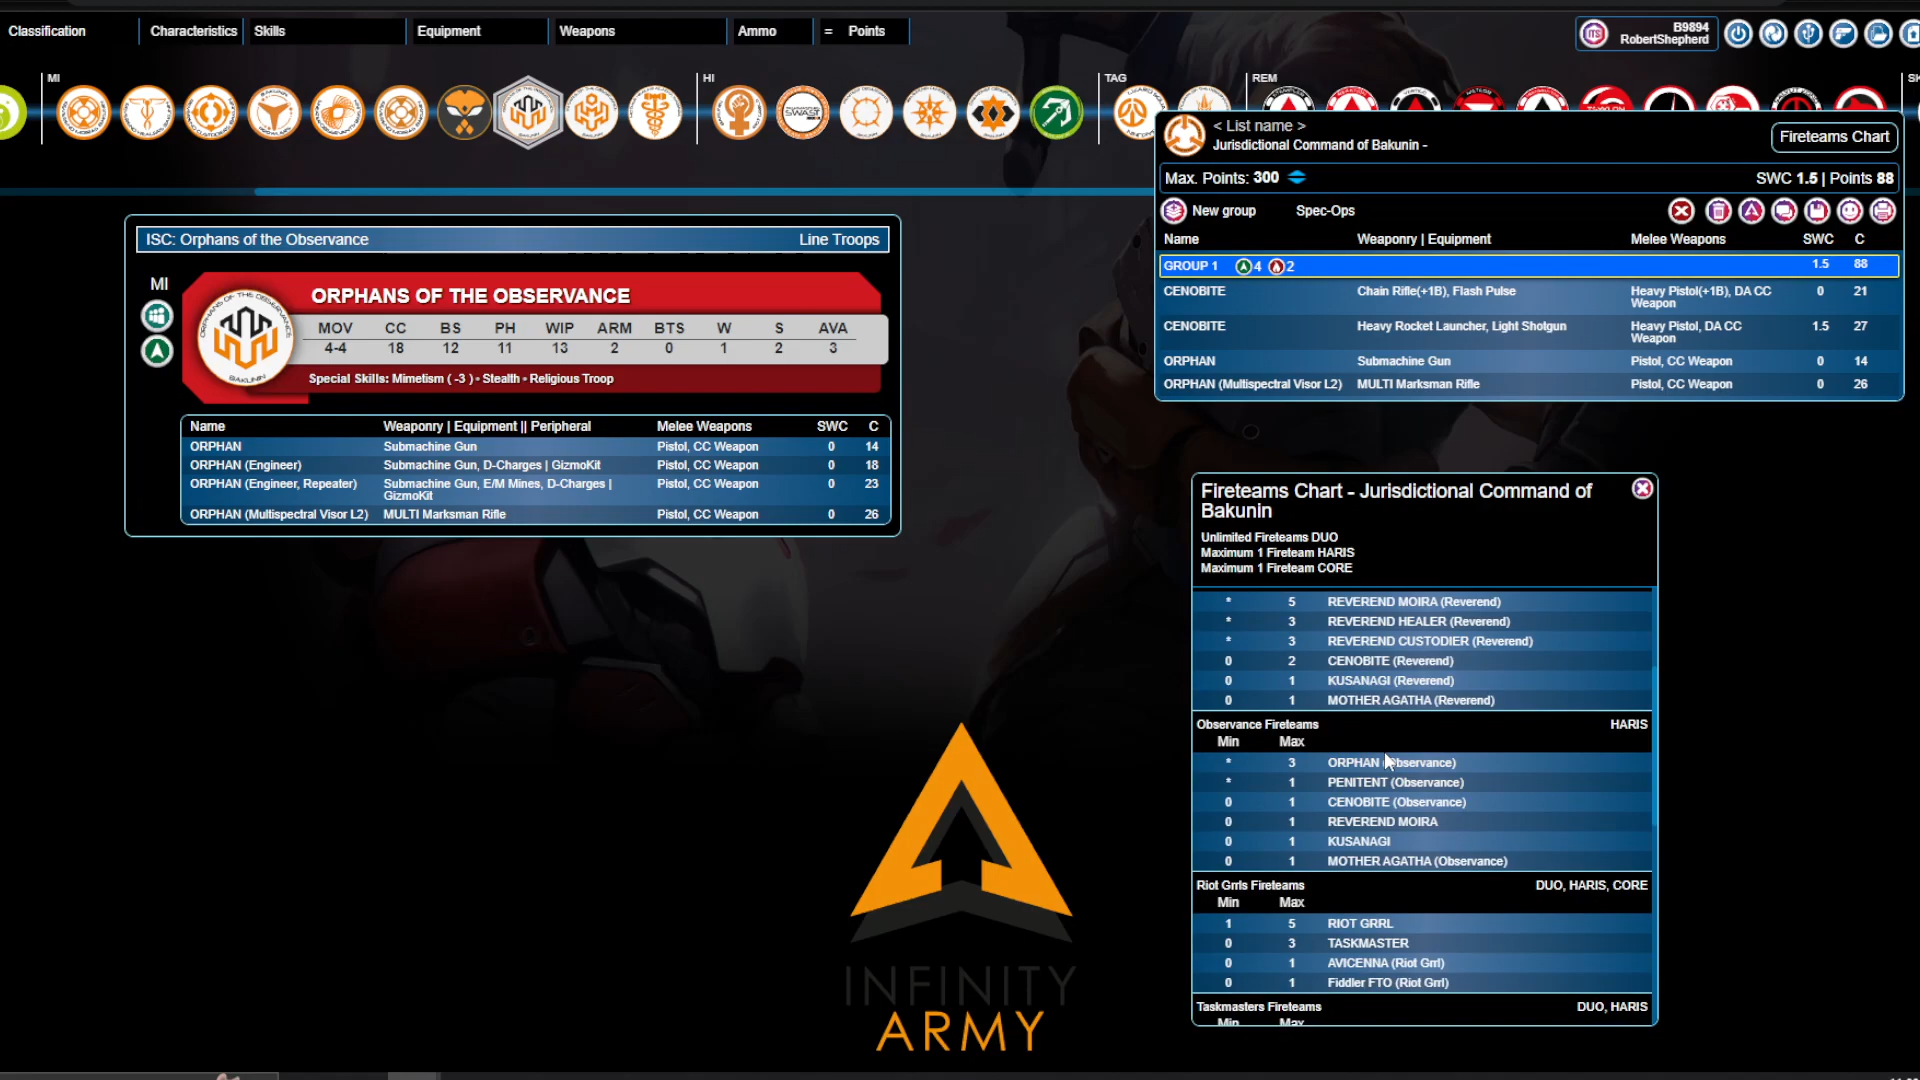 Classification Characteristics Skills Equipment Weapons Ammo = Points
ITS B9894
RobertShepherd
MI HI TAG REM SK
< List name >
Jurisdictional Command of Bakunin -
Fireteams Chart
Max. Points: 300 SWC 1.5 | Points 88
New group Spec-Ops
Name Weaponry | Equipment Melee Weapons SWC C
GROUP 1 4 2 1.5 88
CENOBITE Chain Rifle(+1B), Flash Pulse Heavy Pistol(+1B), DA CC Weapon 0 21
CENOBITE Heavy Rocket Launcher, Light Shotgun Heavy Pistol, DA CC Weapon 1.5 27
ORPHAN Submachine Gun Pistol, CC Weapon 0 14
ORPHAN (Multispectral Visor L2) MULTI Marksman Rifle Pistol, CC Weapon 0 26
ISC: Orphans of the Observance Line Troops
MI
ORPHANS OF THE OBSERVANCE
BAKUNIN
ORPHANS OF THE OBSERVANCE
MOV CC BS PH WIP ARM BTS W S AVA
4-4 18 12 11 13 2 0 1 2 3
Special Skills: Mimetism ( -3 ) • Stealth • Religious Troop
Name Weaponry | Equipment || Peripheral Melee Weapons SWC C
ORPHAN Submachine Gun Pistol, CC Weapon 0 14
ORPHAN (Engineer) Submachine Gun, D-Charges | GizmoKit Pistol, CC Weapon 0 18
ORPHAN (Engineer, Repeater) Submachine Gun, E/M Mines, D-Charges | GizmoKit Pistol, CC Weapon 0 23
ORPHAN (Multispectral Visor L2) MULTI Marksman Rifle Pistol, CC Weapon 0 26
Fireteams Chart - Jurisdictional Command of
Bakunin
Unlimited Fireteams DUO
Maximum 1 Fireteam HARIS
Maximum 1 Fireteam CORE
* 5 REVEREND MOIRA (Reverend)
* 3 REVEREND HEALER (Reverend)
* 3 REVEREND CUSTODIER (Reverend)
0 2 CENOBITE (Reverend)
0 1 KUSANAGI (Reverend)
0 1 MOTHER AGATHA (Reverend)
Observance Fireteams HARIS
Min Max
* 3 ORPHAN (Observance)
* 1 PENITENT (Observance)
0 1 CENOBITE (Observance)
0 1 REVEREND MOIRA
0 1 KUSANAGI
0 1 MOTHER AGATHA (Observance)
Riot Grrls Fireteams DUO, HARIS, CORE
Min Max
1 5 RIOT GRRL
0 3 TASKMASTER
0 1 AVICENNA (Riot Grrl)
0 1 Fiddler FTO (Riot Grrl)
Taskmasters Fireteams DUO, HARIS
Min Max
INFINITY
ARMY